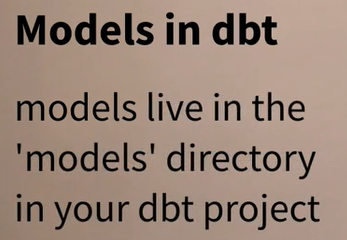 Models in dbt
models live in the
'models' directory
in your dbt project